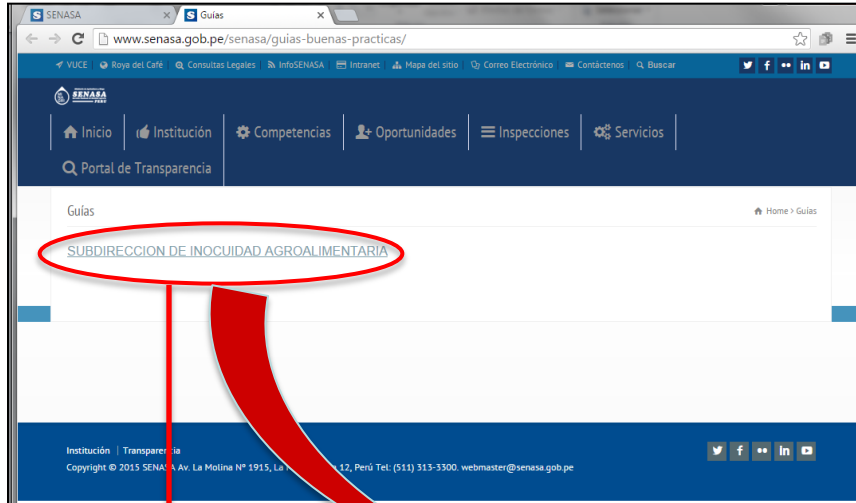 SENASA
Guías
www.senasa.gob.pe/senasa/guias-buenas-practicas/
VUCE Roya del Café Consultas Legales InfoSENASA Intranet Mapa del sitio Correo Electrónico Contáctenos Buscar
SENASA
PERU
Inicio Institución Competencias Oportunidades Inspecciones Servicios
Portal de Transparencia
Guías Home > Guías
SUBDIRECCION DE INOCUIDAD AGROALIMENTARIA
Institución | Transparencia
Copyright © 2015 SENASA Av. La Molina Nº 1915, La 12, Perú Tel: (511) 313-3300. webmaster@senasa.gob.pe